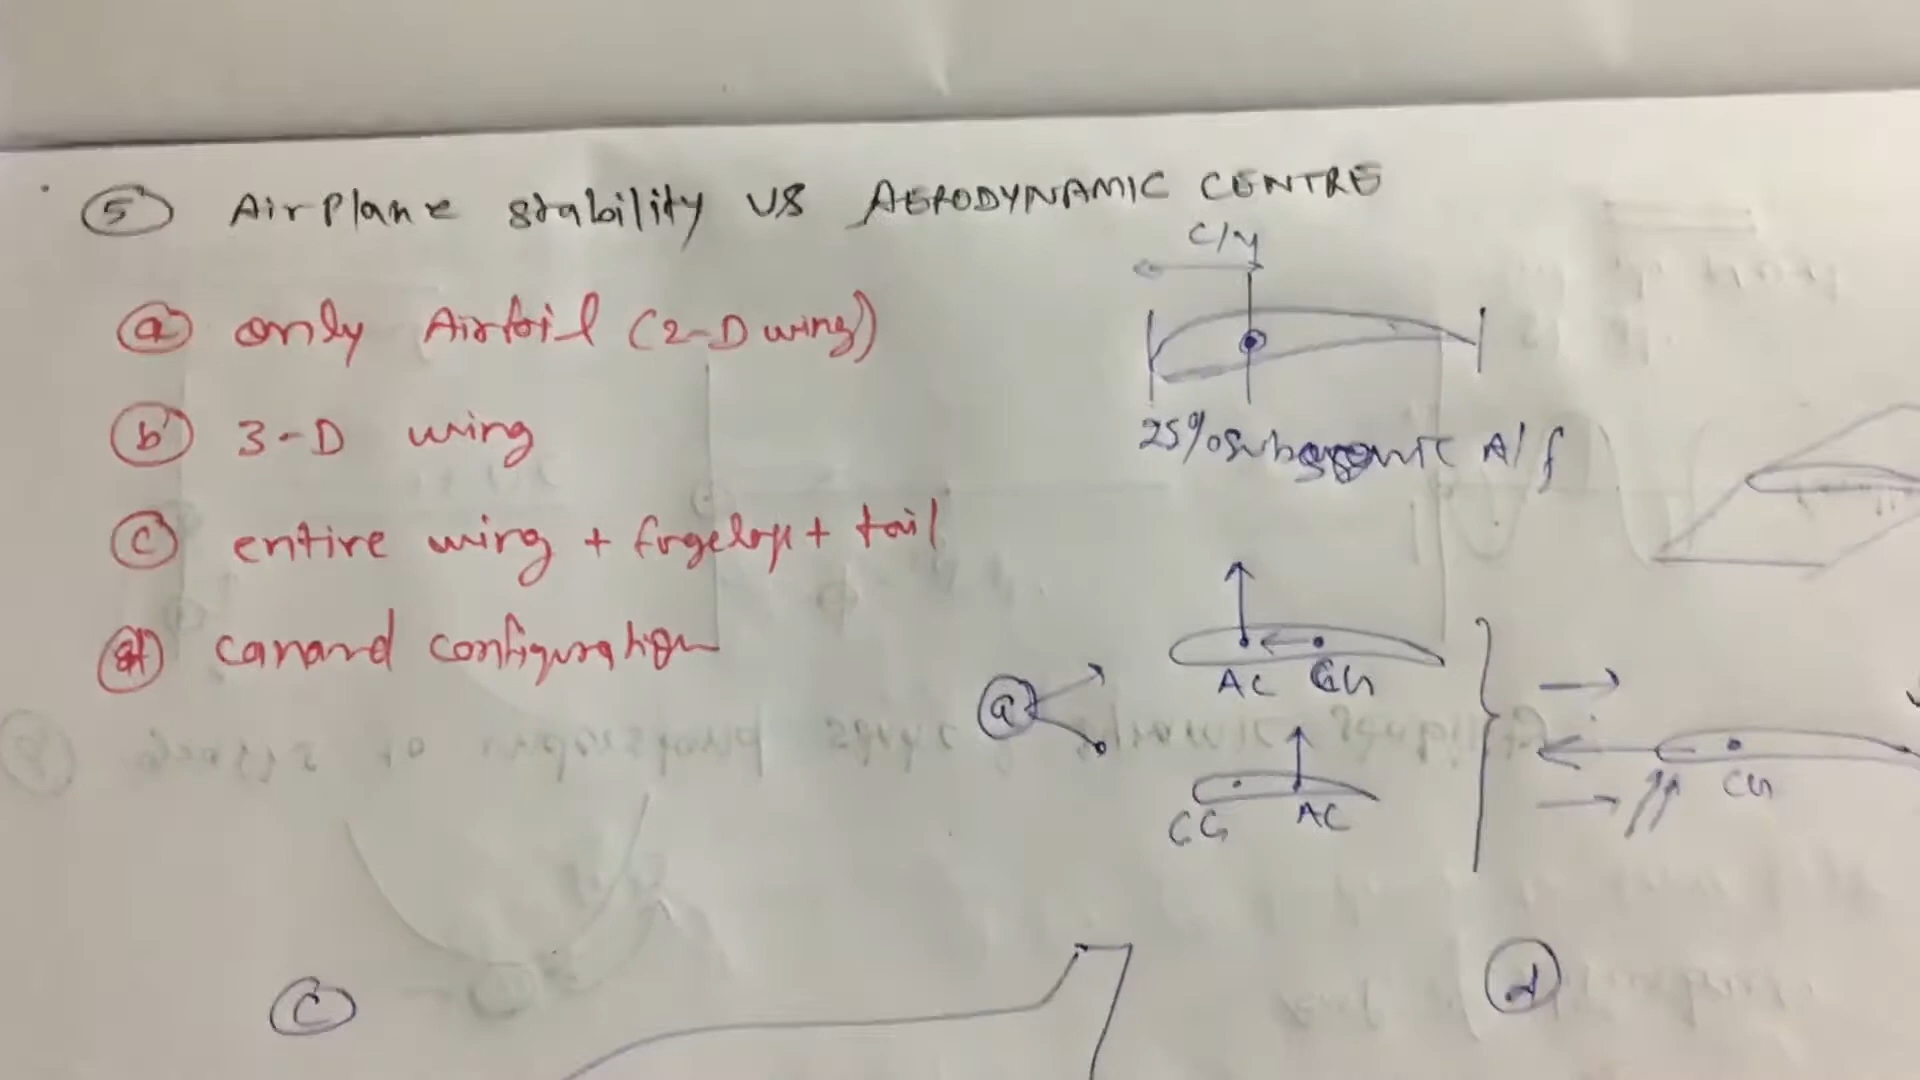 5 Airplane stability VS AERODYNAMIC CENTRE
C/4
a only Airfoil (2-D wing)
b 3-D wing
25% subsonic A/f
c entire wing + fugelage + tail
d canard configuration
a
AC CG
CG AC
CG
c
d